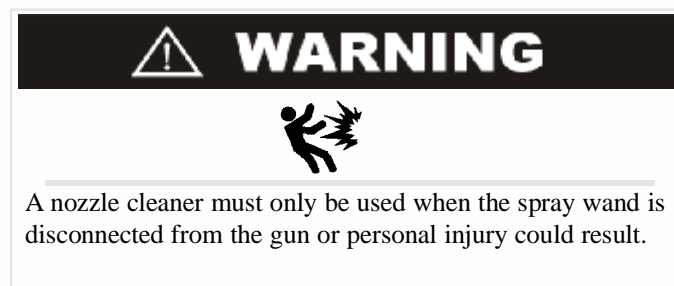 WARNING
A nozzle cleaner must only be used when the spray wand is
disconnected from the gun or personal injury could result.